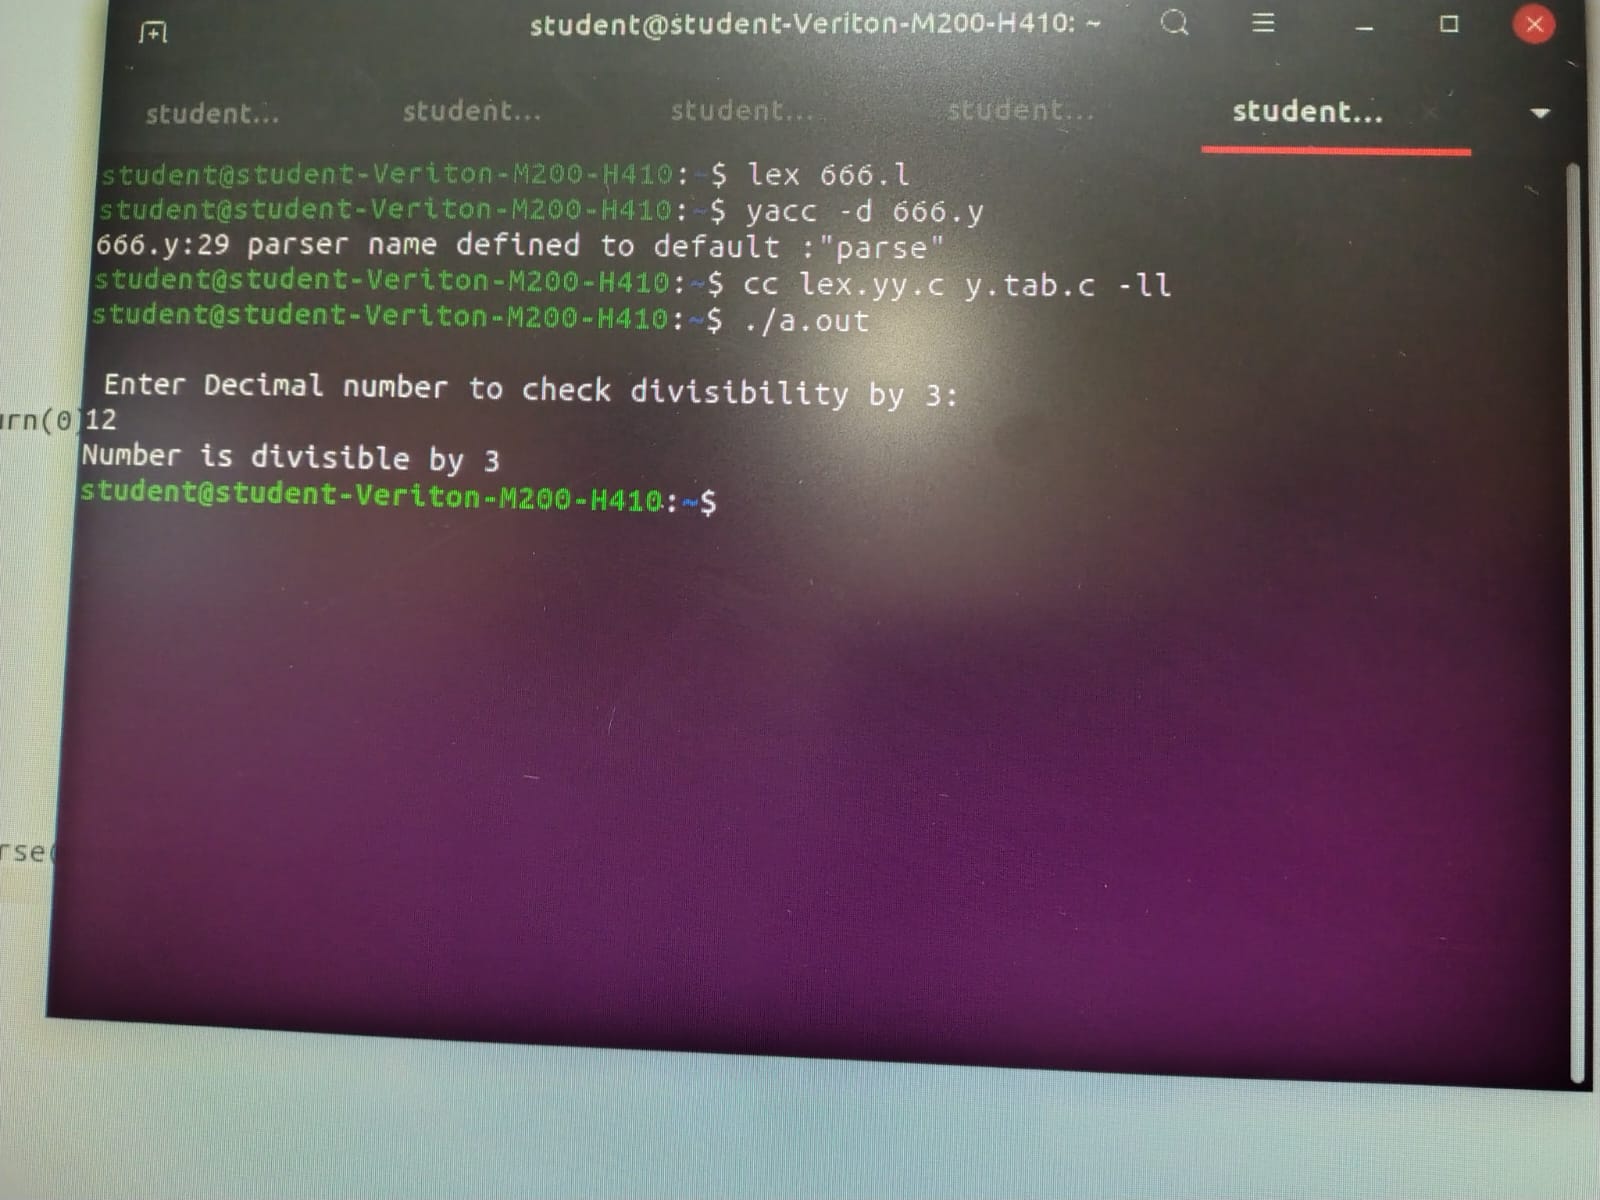 student@student-Veriton-M200-H410: ~
student... student... student... student... student...
student@student-Veriton-M200-H410:~$ lex 666.l
student@student-Veriton-M200-H410:~$ yacc -d 666.y
666.y:29 parser name defined to default :"parse"
student@student-Veriton-M200-H410:~$ cc lex.yy.c y.tab.c -ll
student@student-Veriton-M200-H410:~$ ./a.out
Enter Decimal number to check divisibility by 3:
urn(0
12
Number is divisible by 3
student@student-Veriton-M200-H410:~$
rse(